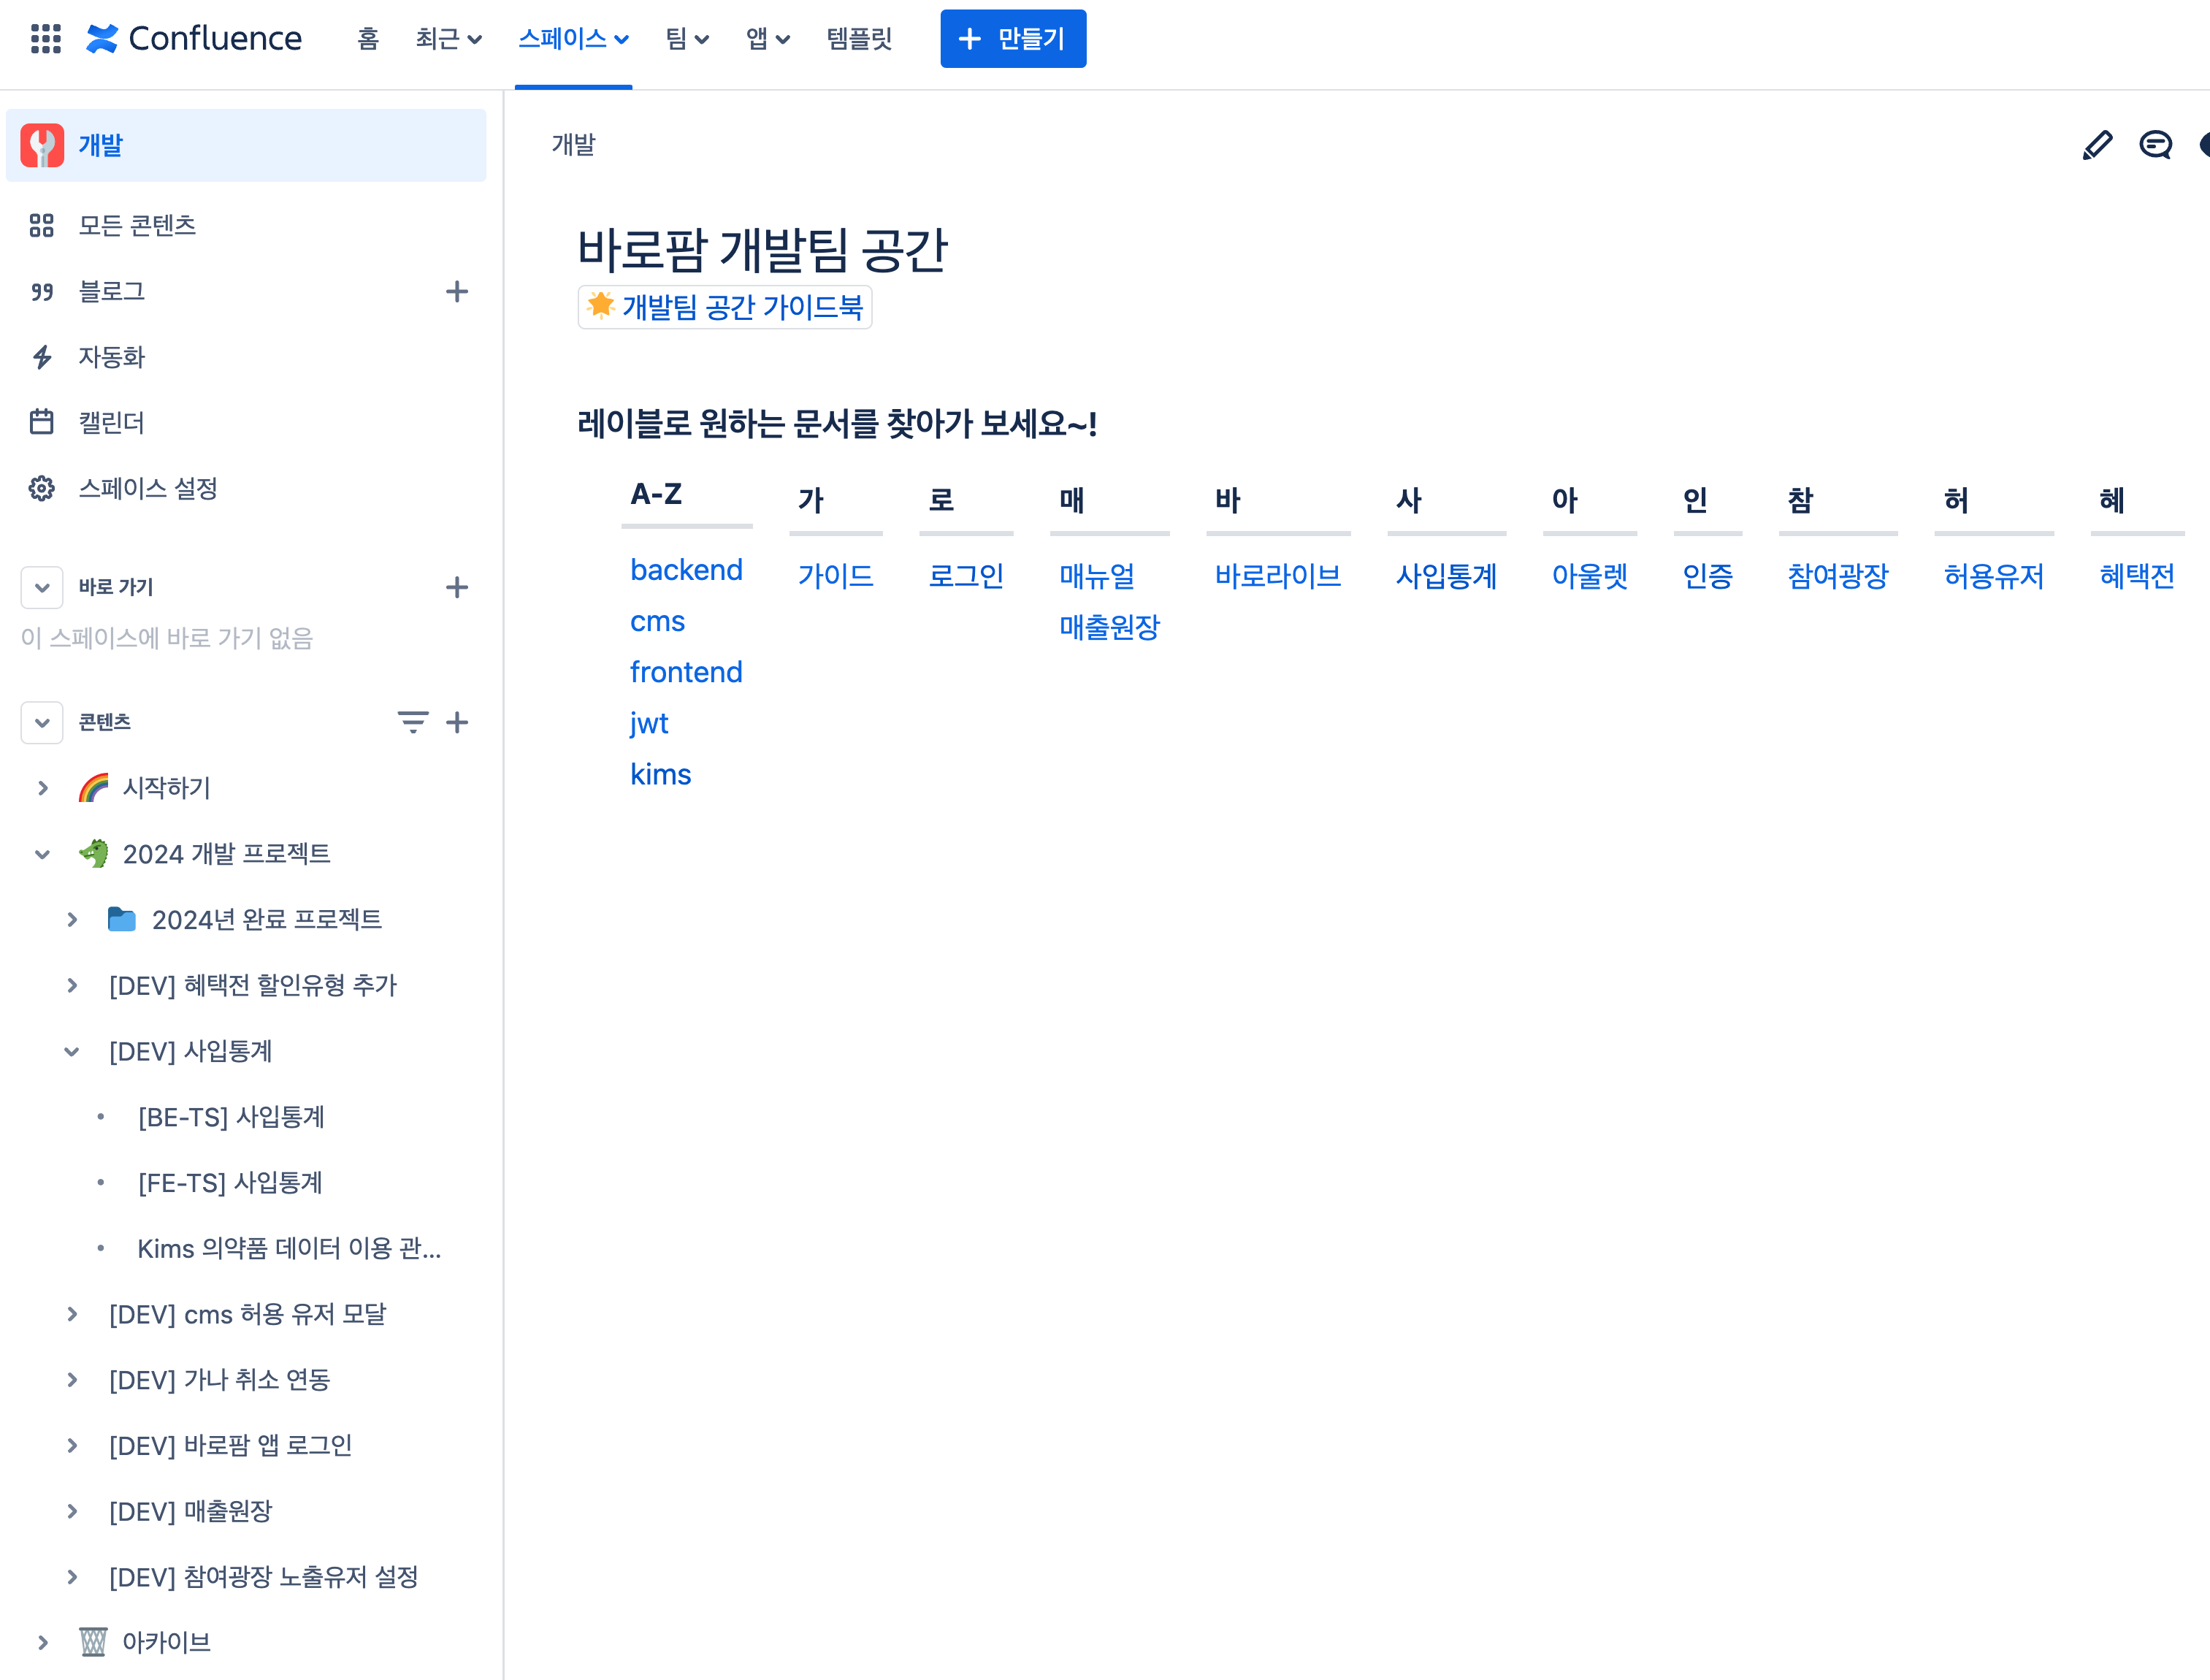 Confluence 홈 최근 스페이스 팀 앱 템플릿 + 만들기
개발
모든 콘텐츠
블로그
자동화
캘린더
스페이스 설정
바로 가기
이 스페이스에 바로 가기 없음
콘텐츠
시작하기
2024 개발 프로젝트
2024년 완료 프로젝트
[DEV] 혜택전 할인유형 추가
[DEV] 사입통계
[BE-TS] 사입통계
[FE-TS] 사입통계
Kims 의약품 데이터 이용 관...
[DEV] cms 허용 유저 모달
[DEV] 가나 취소 연동
[DEV] 바로팜 앱 로그인
[DEV] 매출원장
[DEV] 참여광장 노출유저 설정
아카이브
개발
바로팜 개발팀 공간
개발팀 공간 가이드북
레이블로 원하는 문서를 찾아가 보세요~!
A-Z 가 로 매 바 사 아 인 참 허 혜
backend 가이드 로그인 매뉴얼 바로라이브 사입통계 아울렛 인증 참여광장 허용유저 혜택전
cms 매출원장
frontend
jwt
kims